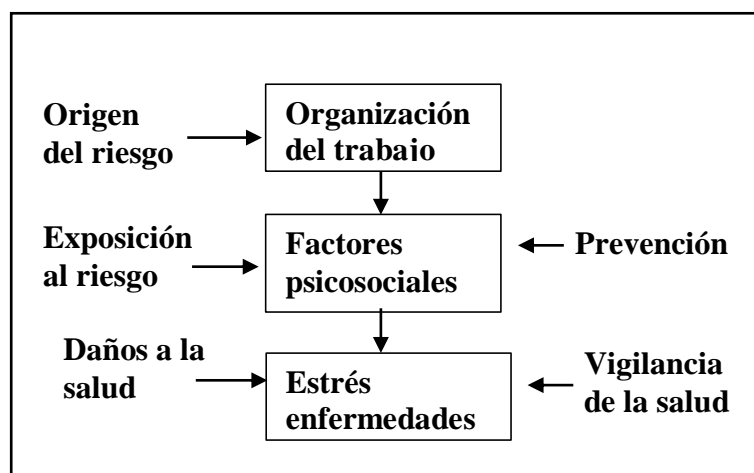 Origen
del riesgo
Organización
del trabajo
Exposición
al riesgo
Factores
psicosociales
Prevención
Daños a la
salud
Estrés
enfermedades
Vigilancia
de la salud